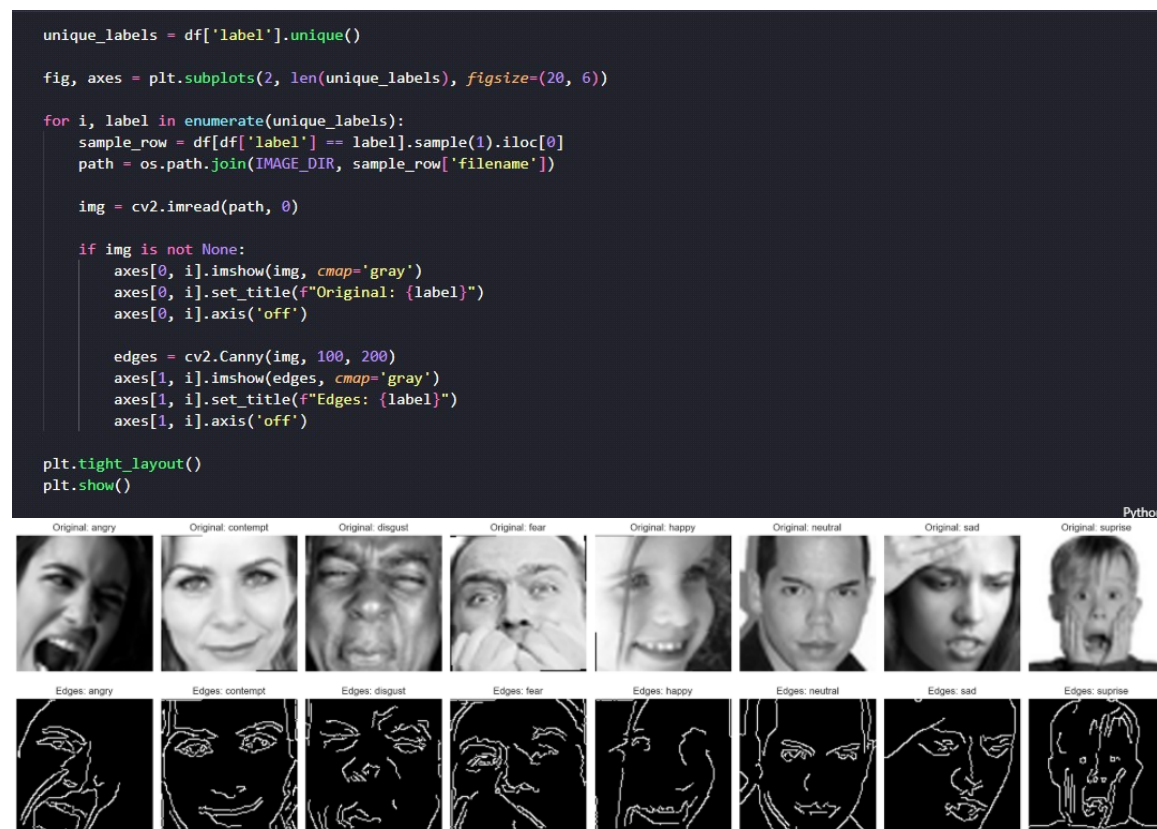 unique_labels = df['label'].unique()
fig, axes = plt.subplots(2, len(unique_labels), figsize=(20, 6))
for i, label in enumerate(unique_labels):
    sample_row = df[df['label'] == label].sample(1).iloc[0]
    path = os.path.join(IMAGE_DIR, sample_row['filename'])
    img = cv2.imread(path, 0)
    if img is not None:
        axes[0, i].imshow(img, cmap='gray')
        axes[0, i].set_title(f"Original: {label}")
        axes[0, i].axis('off')
        edges = cv2.Canny(img, 100, 200)
        axes[1, i].imshow(edges, cmap='gray')
        axes[1, i].set_title(f"Edges: {label}")
        axes[1, i].axis('off')
plt.tight_layout()
plt.show()
Pytho
Original: angry Original: contempt Original: disgust Original: fear Original: happy Original: neutral Original: sad Original: suprise
Edges: angry Edges: contempt Edges: disgust Edges: fear Edges: happy Edges: neutral Edges: sad Edges: suprise